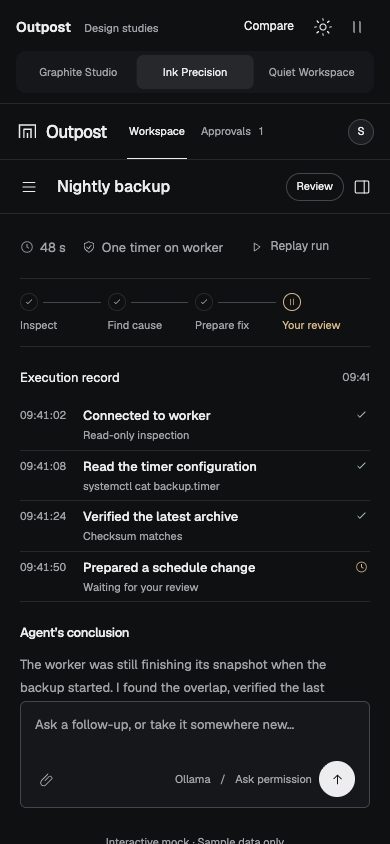 Outpost Design studies Compare
Graphite Studio Ink Precision Quiet Workspace
Outpost Workspace Approvals 1 S
Nightly backup Review
48 s One timer on worker Replay run
Inspect Find cause Prepare fix Your review
Execution record 09:41
09:41:02 Connected to worker
Read-only inspection
09:41:08 Read the timer configuration
systemctl cat backup.timer
09:41:24 Verified the latest archive
Checksum matches
09:41:50 Prepared a schedule change
Waiting for your review
Agent's conclusion
The worker was still finishing its snapshot when the
backup started. I found the overlap, verified the last
Ask a follow-up, or take it somewhere new...
Ollama / Ask permission
Interactive mock · Sample data only